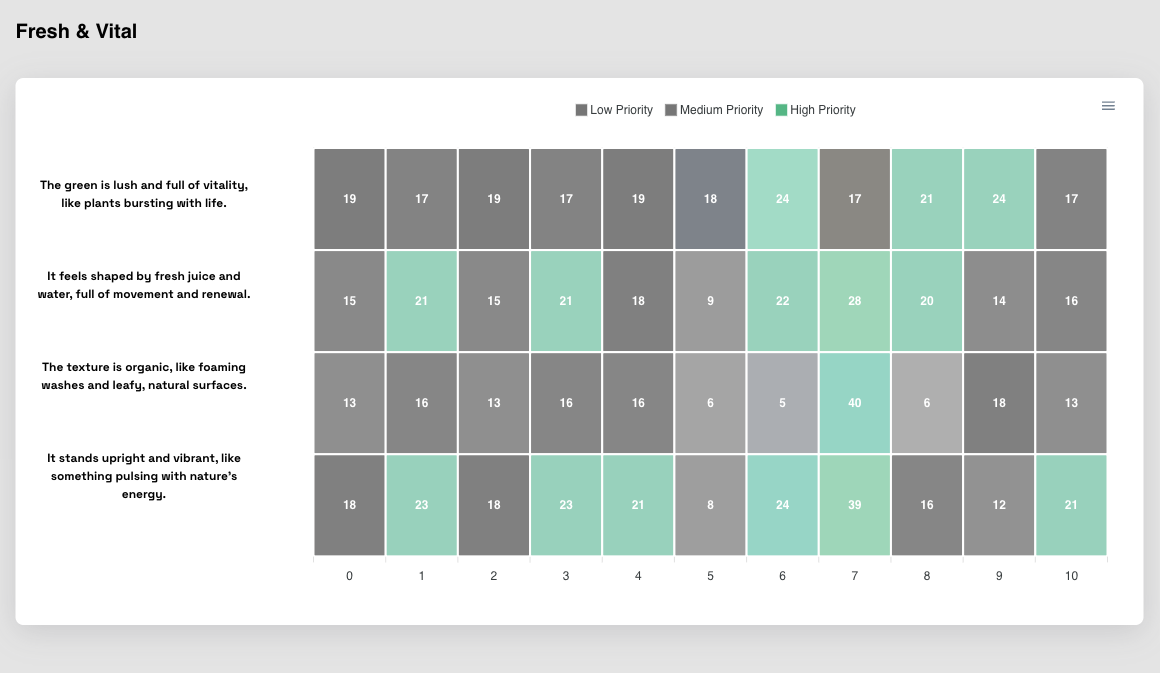 Fresh & Vital
Low Priority Medium Priority High Priority
The green is lush and full of vitality,
like plants bursting with life.
19 17 19 17 19 18 24 17 21 24 17
It feels shaped by fresh juice and
water, full of movement and renewal.
15 21 15 21 18 9 22 28 20 14 16
The texture is organic, like foaming
washes and leafy, natural surfaces.
13 16 13 16 16 6 5 40 6 18 13
It stands upright and vibrant, like
something pulsing with nature's
energy.
18 23 18 23 21 8 24 39 16 12 21
0 1 2 3 4 5 6 7 8 9 10